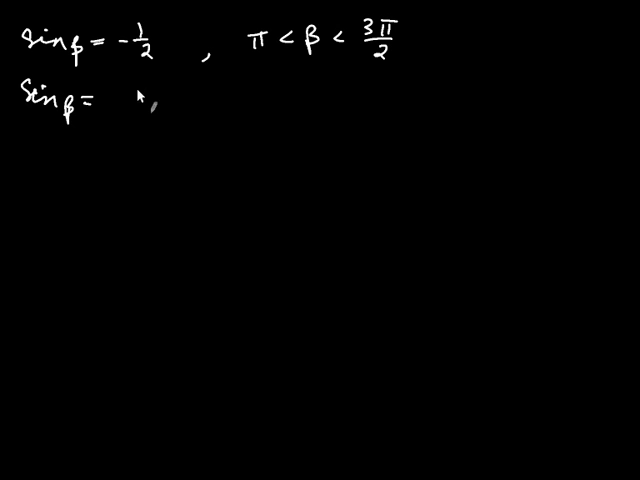 sinβ = -1/2 , π < β < 3π/2
Sinβ =